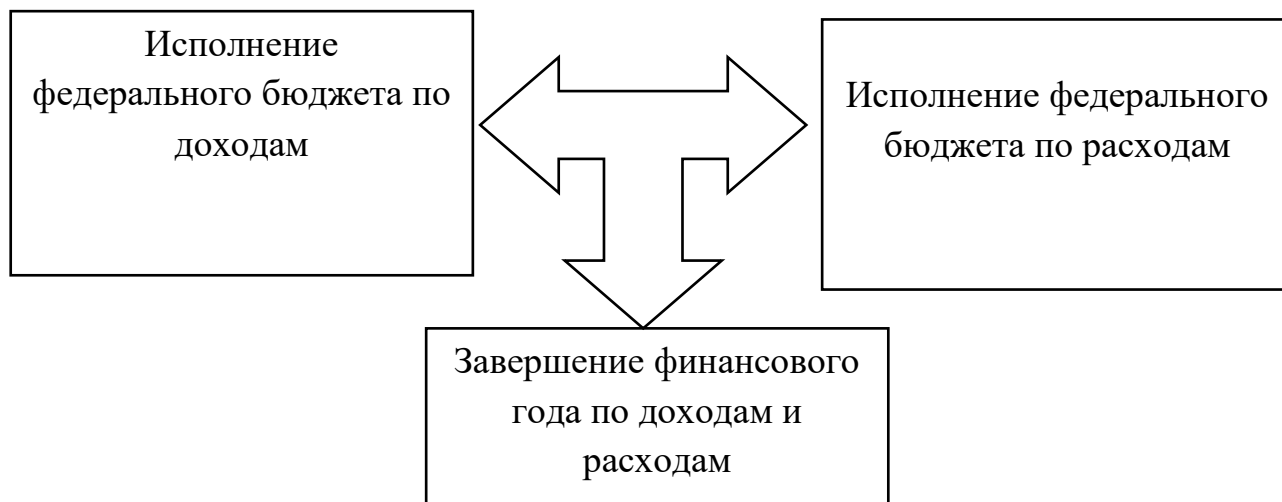 Исполнение
федерального бюджета по
доходам
Исполнение федерального
бюджета по расходам
Завершение финансового
года по доходам и
расходам